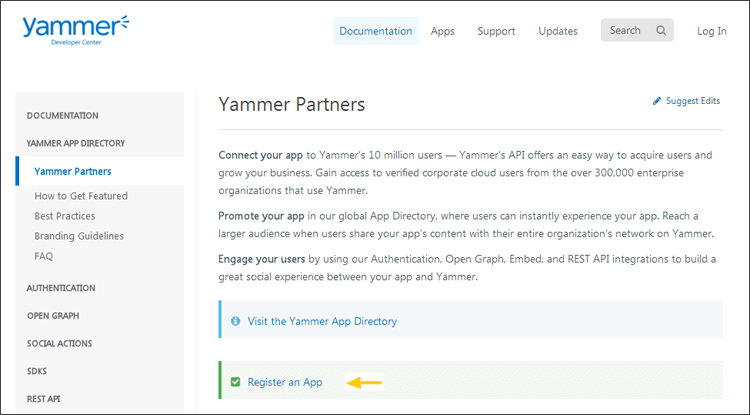 Yammer
Developer Center
Documentation Apps Support Updates Search Log In
DOCUMENTATION
YAMMER APP DIRECTORY
Yammer Partners
How to Get Featured
Best Practices
Branding Guidelines
FAQ
AUTHENTICATION
OPEN GRAPH
SOCIAL ACTIONS
SDKS
REST API
Yammer Partners
Suggest Edits
Connect your app to Yammer's 10 million users — Yammer's API offers an easy way to acquire users and
grow your business. Gain access to verified corporate cloud users from the over 300,000 enterprise
organizations that use Yammer.
Promote your app in our global App Directory, where users can instantly experience your app. Reach a
larger audience when users share your app's content with their entire organization's network on Yammer.
Engage your users by using our Authentication, Open Graph, Embed, and REST API integrations to build a
great social experience between your app and Yammer.
Visit the Yammer App Directory
Register an App